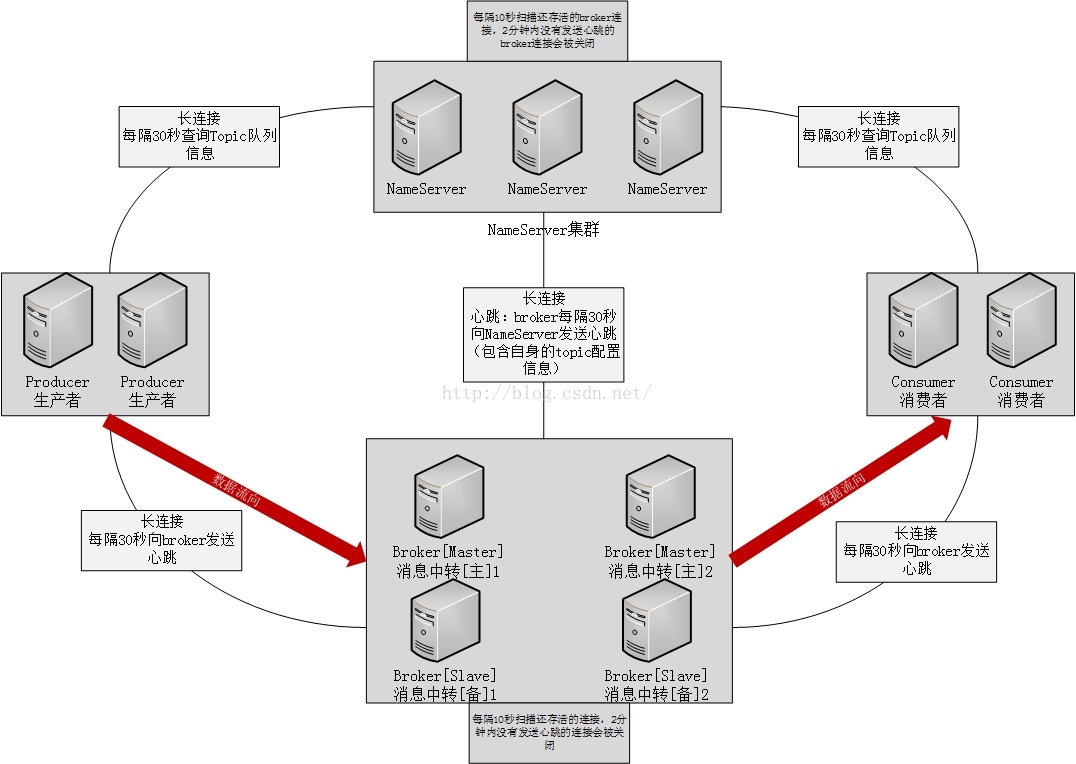 每隔10秒扫描还存活的broker连
接，2分钟内没有发送心跳的
broker连接会被关闭
长连接
每隔30秒查询Topic队列
信息
长连接
每隔30秒查询Topic队列
信息
NameServer
NameServer
NameServer
NameServer集群
长连接
心跳：broker每隔30秒
向NameServer发送心跳
（包含自身的topic配置
信息）
Producer
生产者
Producer
生产者
Consumer
消费者
Consumer
消费者
http://blog.csdn.net/
数据流向
数据流向
长连接
每隔30秒向broker发送
心跳
长连接
每隔30秒向broker发送
心跳
Broker[Master]
消息中转[主]1
Broker[Master]
消息中转[主]2
Broker[Slave]
消息中转[备]1
Broker[Slave]
消息中转[备]2
每隔10秒扫描还存活的连接，2分
钟内没有发送心跳的连接会被关
闭